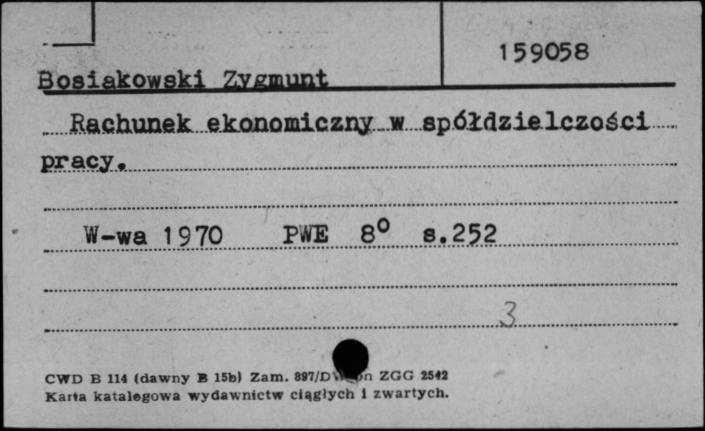 159058
Bosiakowski Zygmunt
Rachunek ekonomiczny w spółdzielczości
pracy.
W-wa 1970 PWE 8° s.252
3
CWD B 114 (dawny B 15b) Zam. 897/D ZGG 2542
Karta katalogowa wydawnictw ciągłych i zwartych.